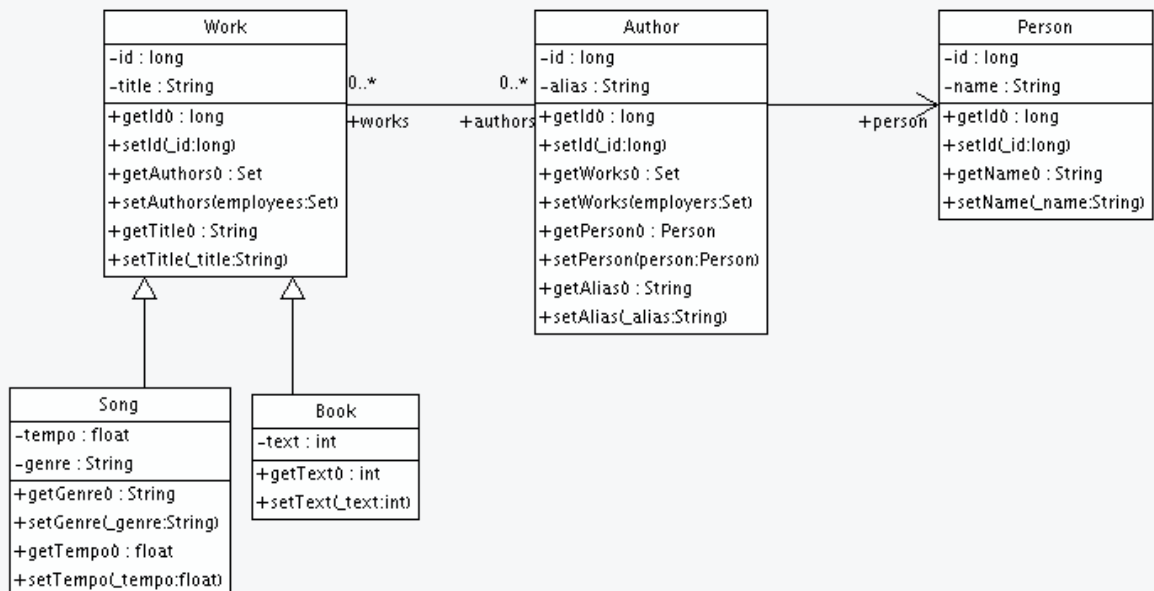 Work
-id : long
-title : String
+getId() : long
+setId(_id:long)
+getAuthors() : Set
+setAuthors(employees:Set)
+getTitle() : String
+setTitle(_title:String)
0..*
+works
0..*
+authors
Author
-id : long
-alias : String
+getId() : long
+setId(_id:long)
+getWorks() : Set
+setWorks(employers:Set)
+getPerson() : Person
+setPerson(person:Person)
+getAlias() : String
+setAlias(_alias:String)
+person
Person
-id : long
-name : String
+getId() : long
+setId(_id:long)
+getName() : String
+setName(_name:String)
Song
-tempo : float
-genre : String
+getGenre() : String
+setGenre(_genre:String)
+getTempo() : float
+setTempo(_tempo:float)
Book
-text : int
+getText() : int
+setText(_text:int)